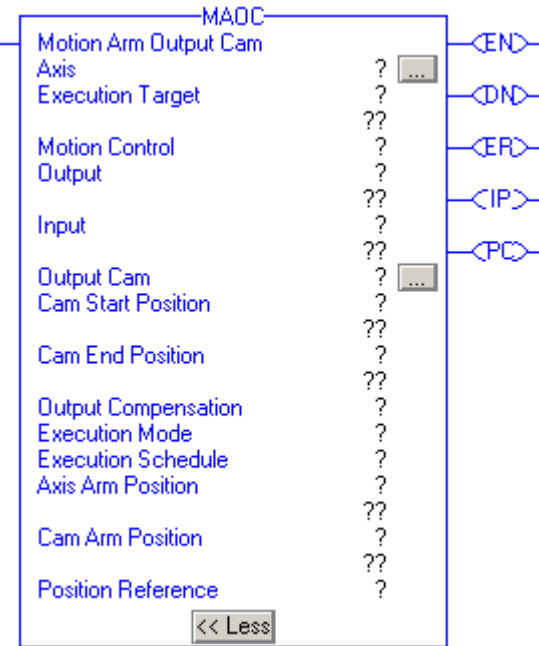 MAOC
Motion Arm Output Cam
Axis ? ...
Execution Target ?
??
Motion Control ?
Output ?
??
Input ?
??
Output Cam ? ...
Cam Start Position ?
??
Cam End Position ?
??
Output Compensation ?
Execution Mode ?
Execution Schedule ?
Axis Arm Position ?
??
Cam Arm Position ?
??
Position Reference ?
<< Less
EN
DN
ER
IP
PC